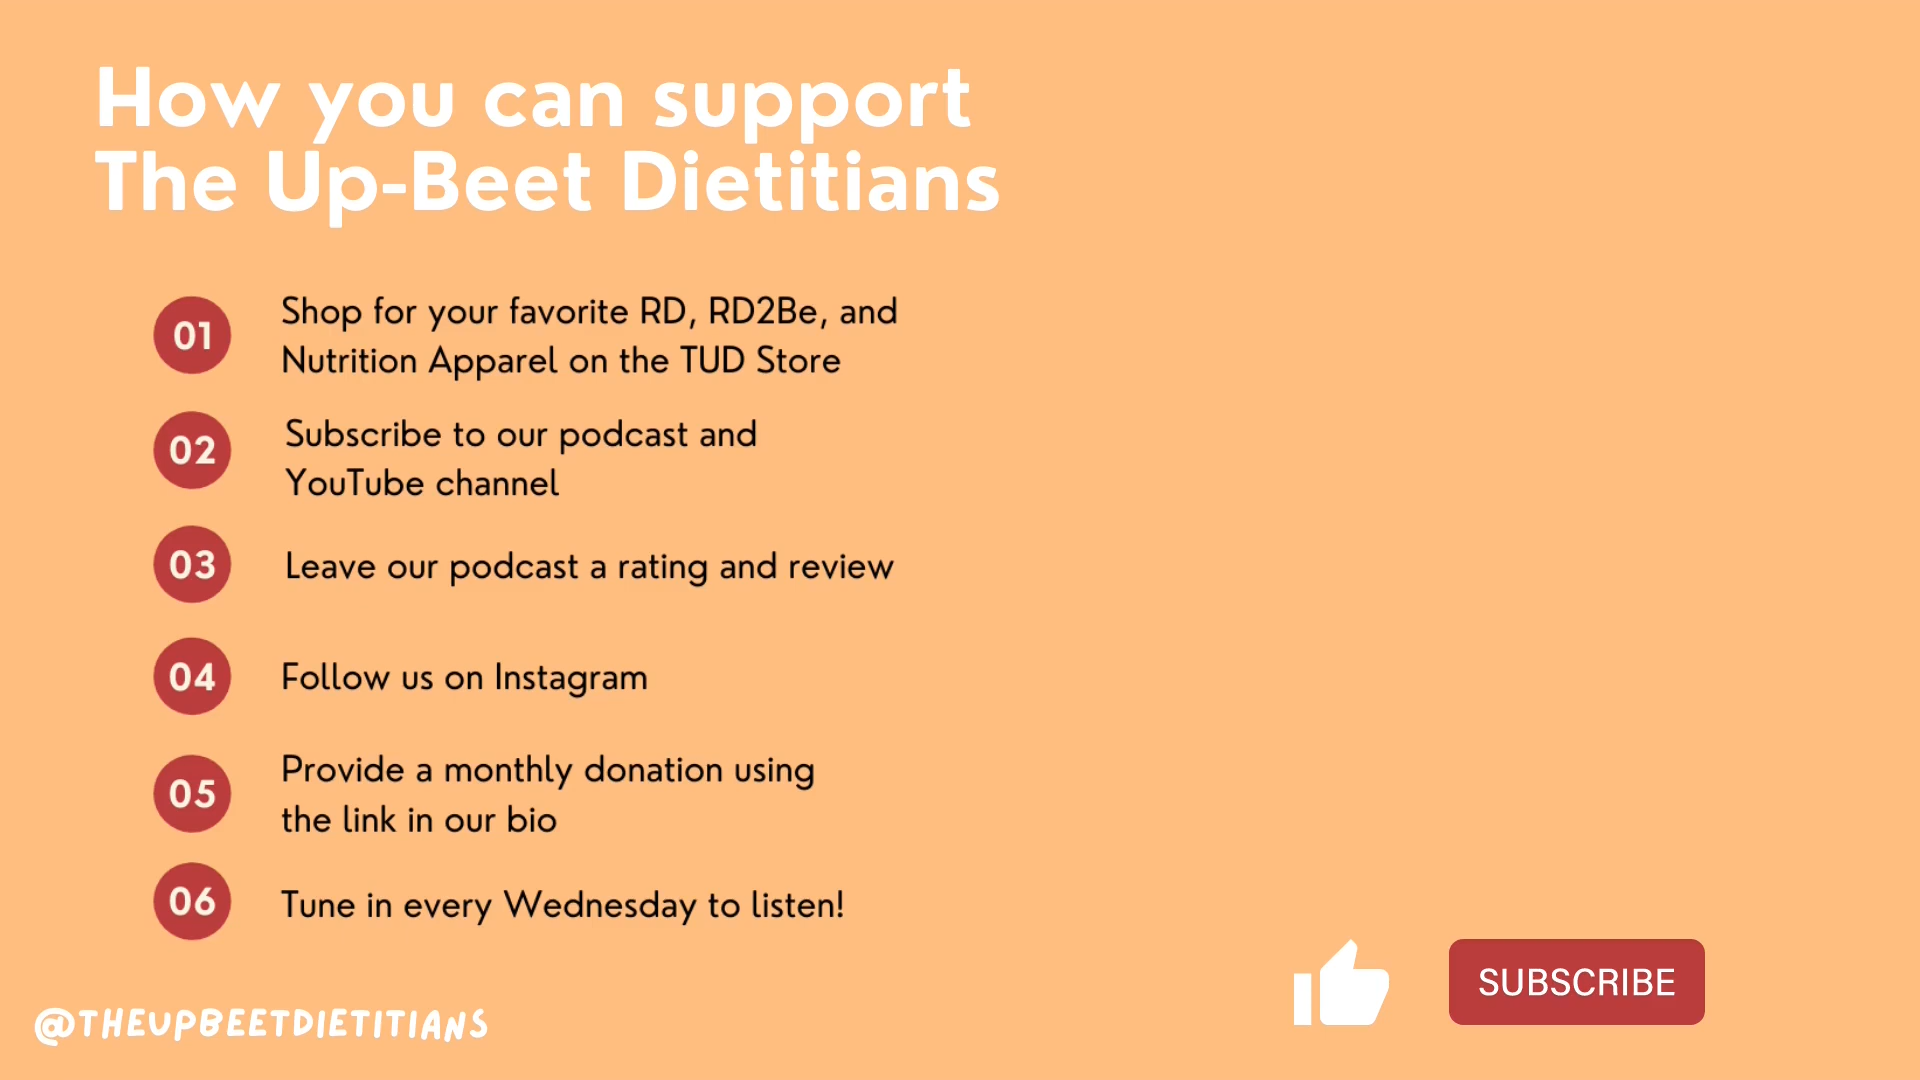 How you can support
The Up-Beet Dietitians
01
Shop for your favorite RD, RD2Be, and
Nutrition Apparel on the TUD Store
02
Subscribe to our podcast and
YouTube channel
03
Leave our podcast a rating and review
04
Follow us on Instagram
05
Provide a monthly donation using
the link in our bio
06
Tune in every Wednesday to listen!
SUBSCRIBE
@THEUPBEETDIETITIANS